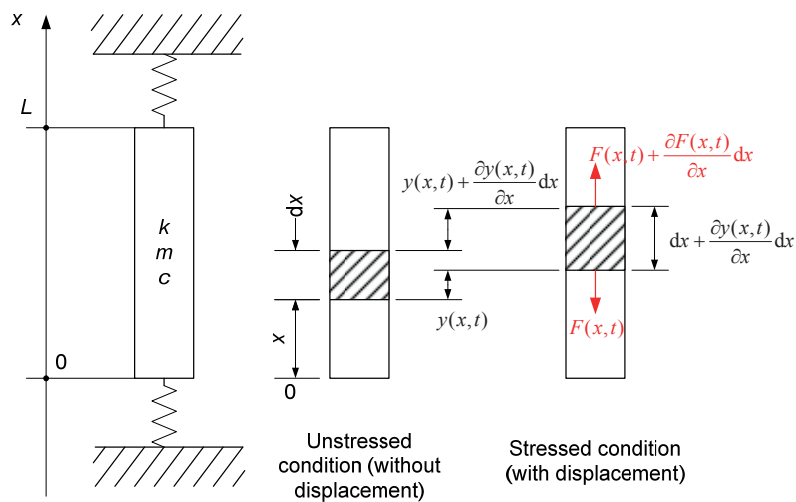 x
L
k
m
c
0
dx
x
0
y(x,t) + ∂y(x,t)/∂x dx
y(x,t)
F(x,t) + ∂F(x,t)/∂x dx
dx + ∂y(x,t)/∂x dx
F(x,t)
Unstressed
condition (without
displacement)
Stressed condition
(with displacement)